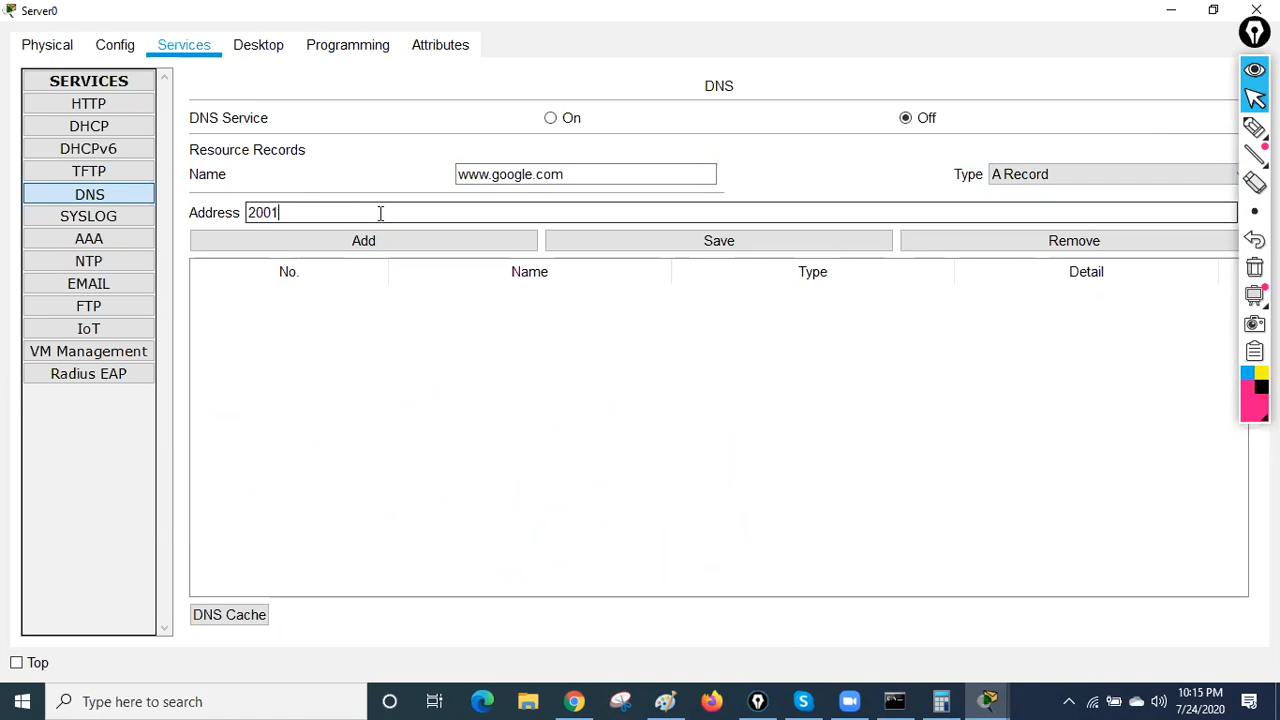 Server0
Physical Config Services Desktop Programming Attributes
SERVICES
HTTP
DHCP
DHCPv6
TFTP
DNS
SYSLOG
AAA
NTP
EMAIL
FTP
IoT
VM Management
Radius EAP
DNS
DNS Service On Off
Resource Records
Name www.google.com Type A Record
Address 2001
Add Save Remove
No. Name Type Detail
DNS Cache
Top
Type here to search
10:15 PM
7/24/2020